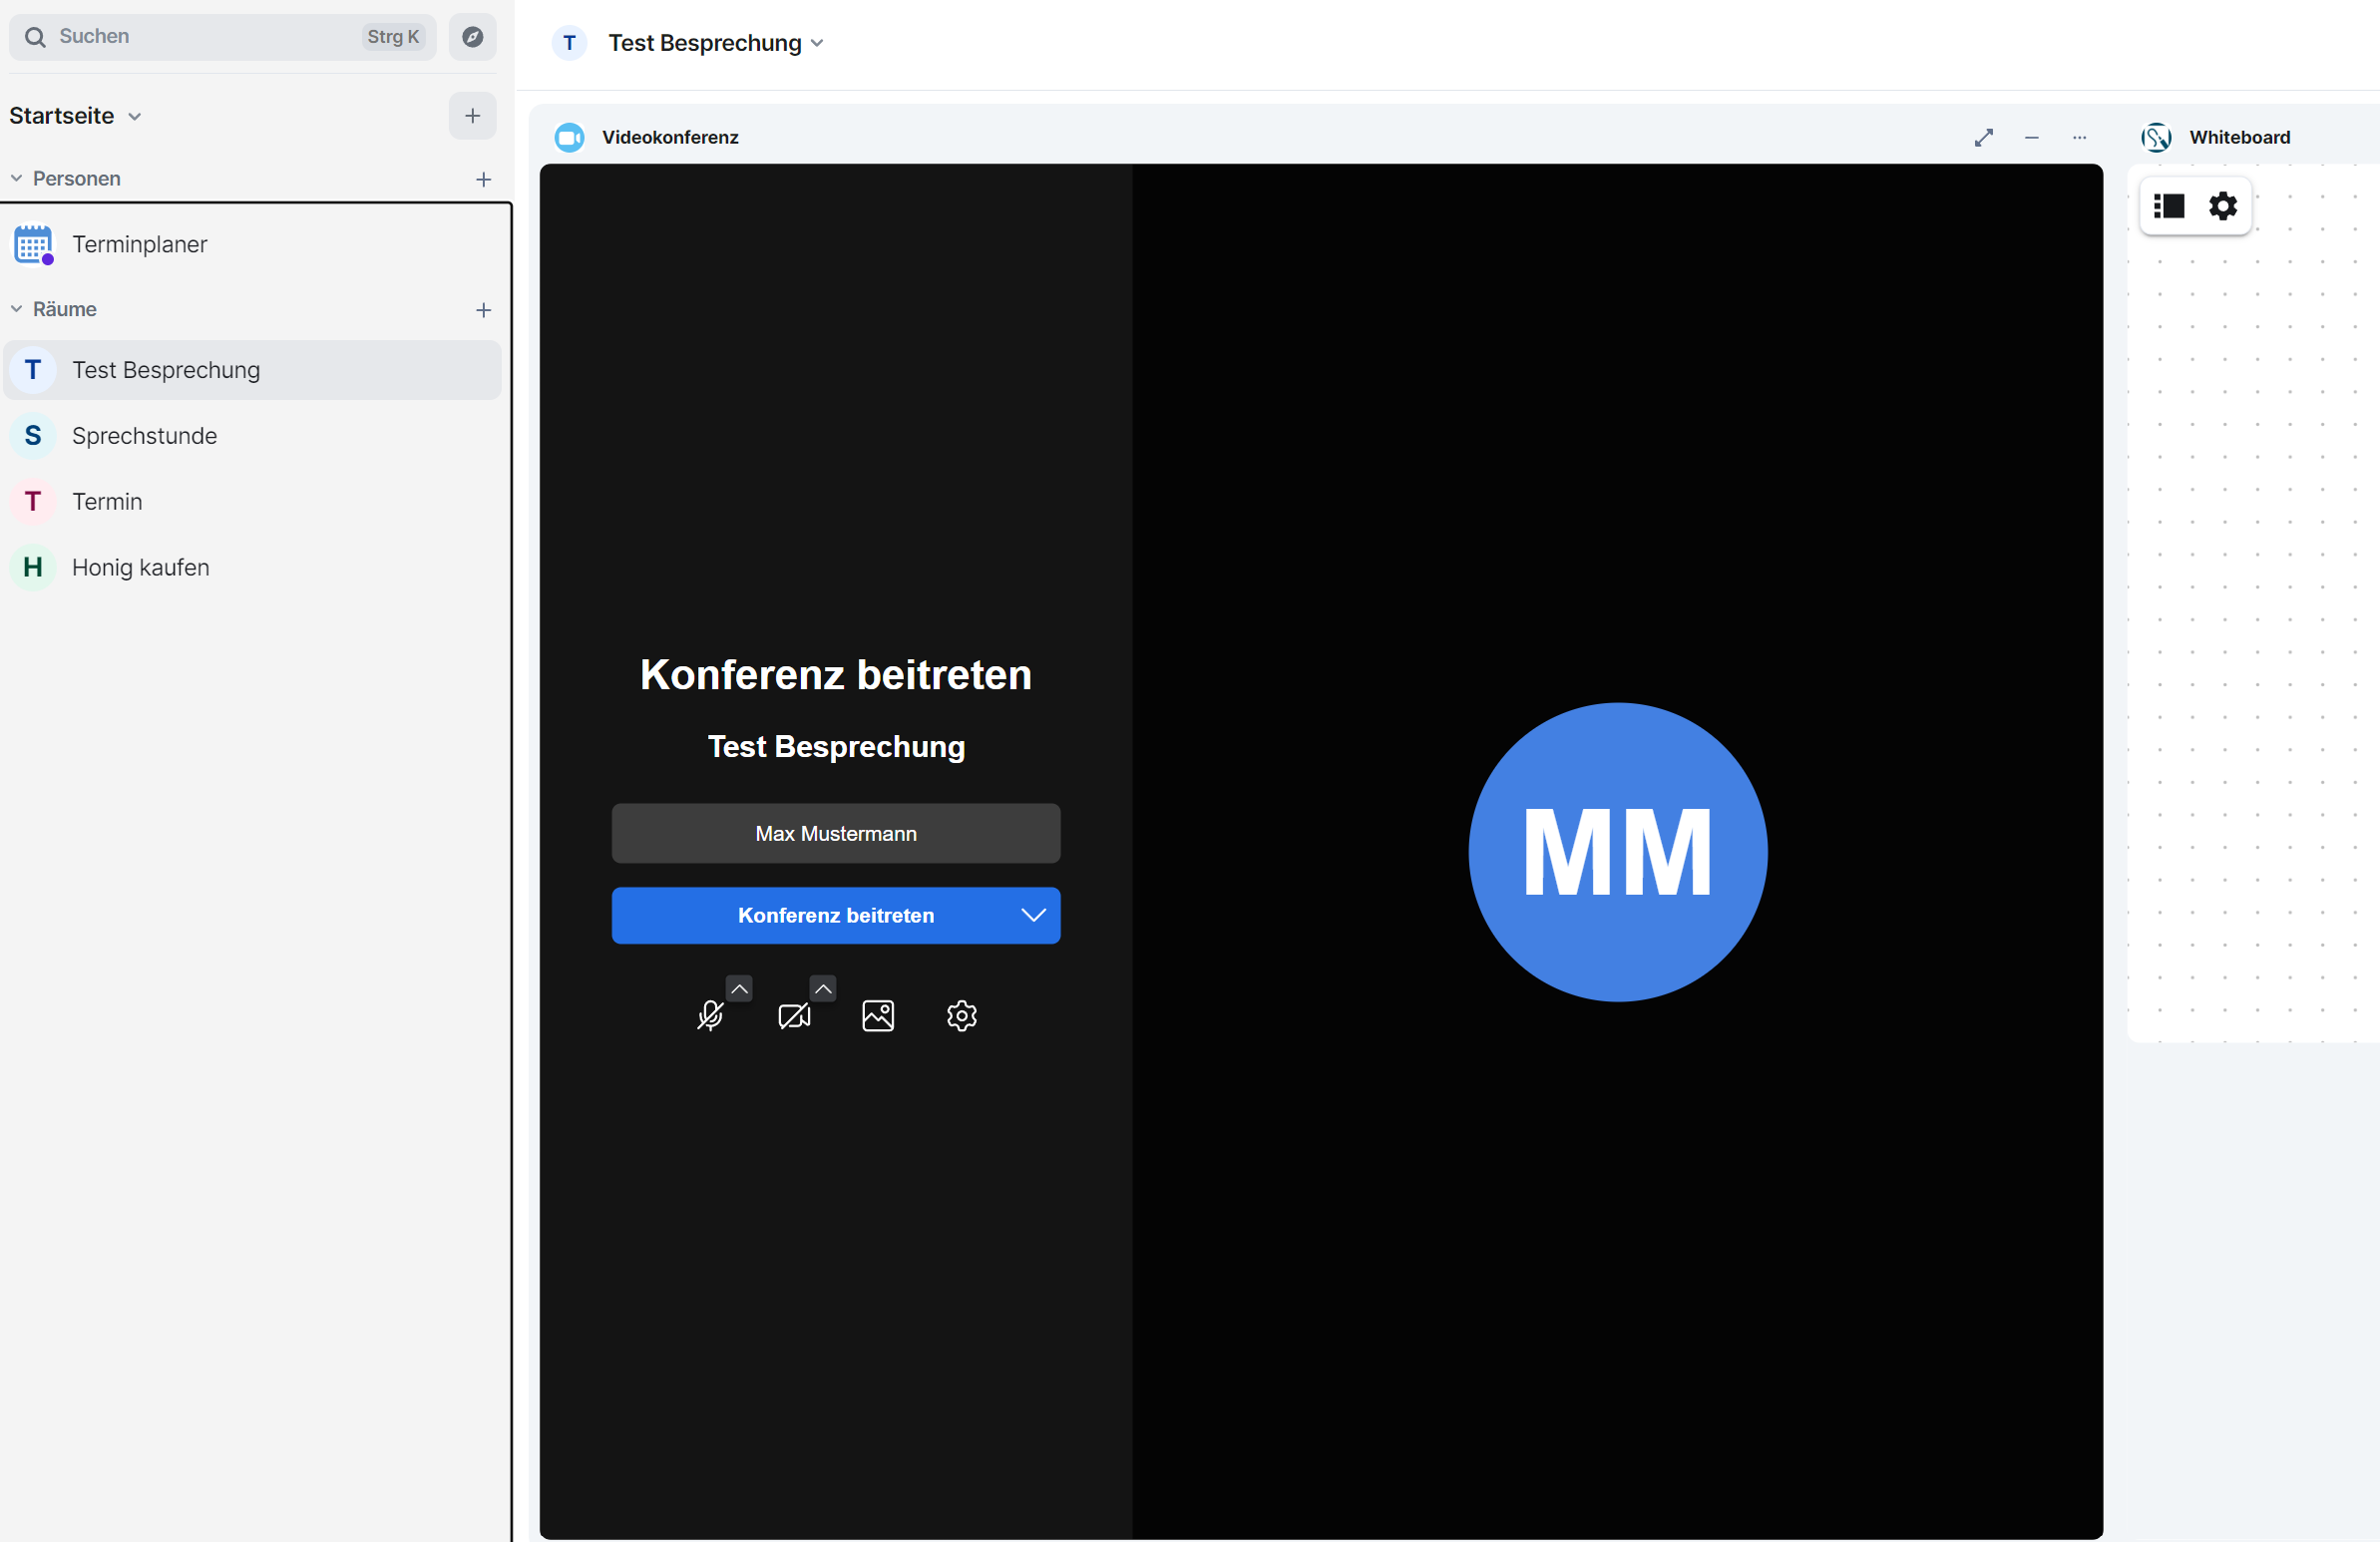 Suchen
Strg K
Startseite
Personen
Terminplaner
Räume
T
Test Besprechung
S
Sprechstunde
T
Termin
H
Honig kaufen
T
Test Besprechung
Videokonferenz
Konferenz beitreten
Test Besprechung
Max Mustermann
Konferenz beitreten
MM
Whiteboard